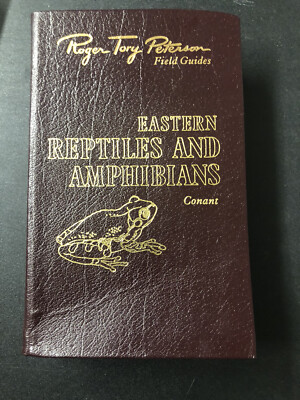 Roger Tory Peterson
Field Guides
EASTERN
REPTILES AND
AMPHIBIANS
Conant